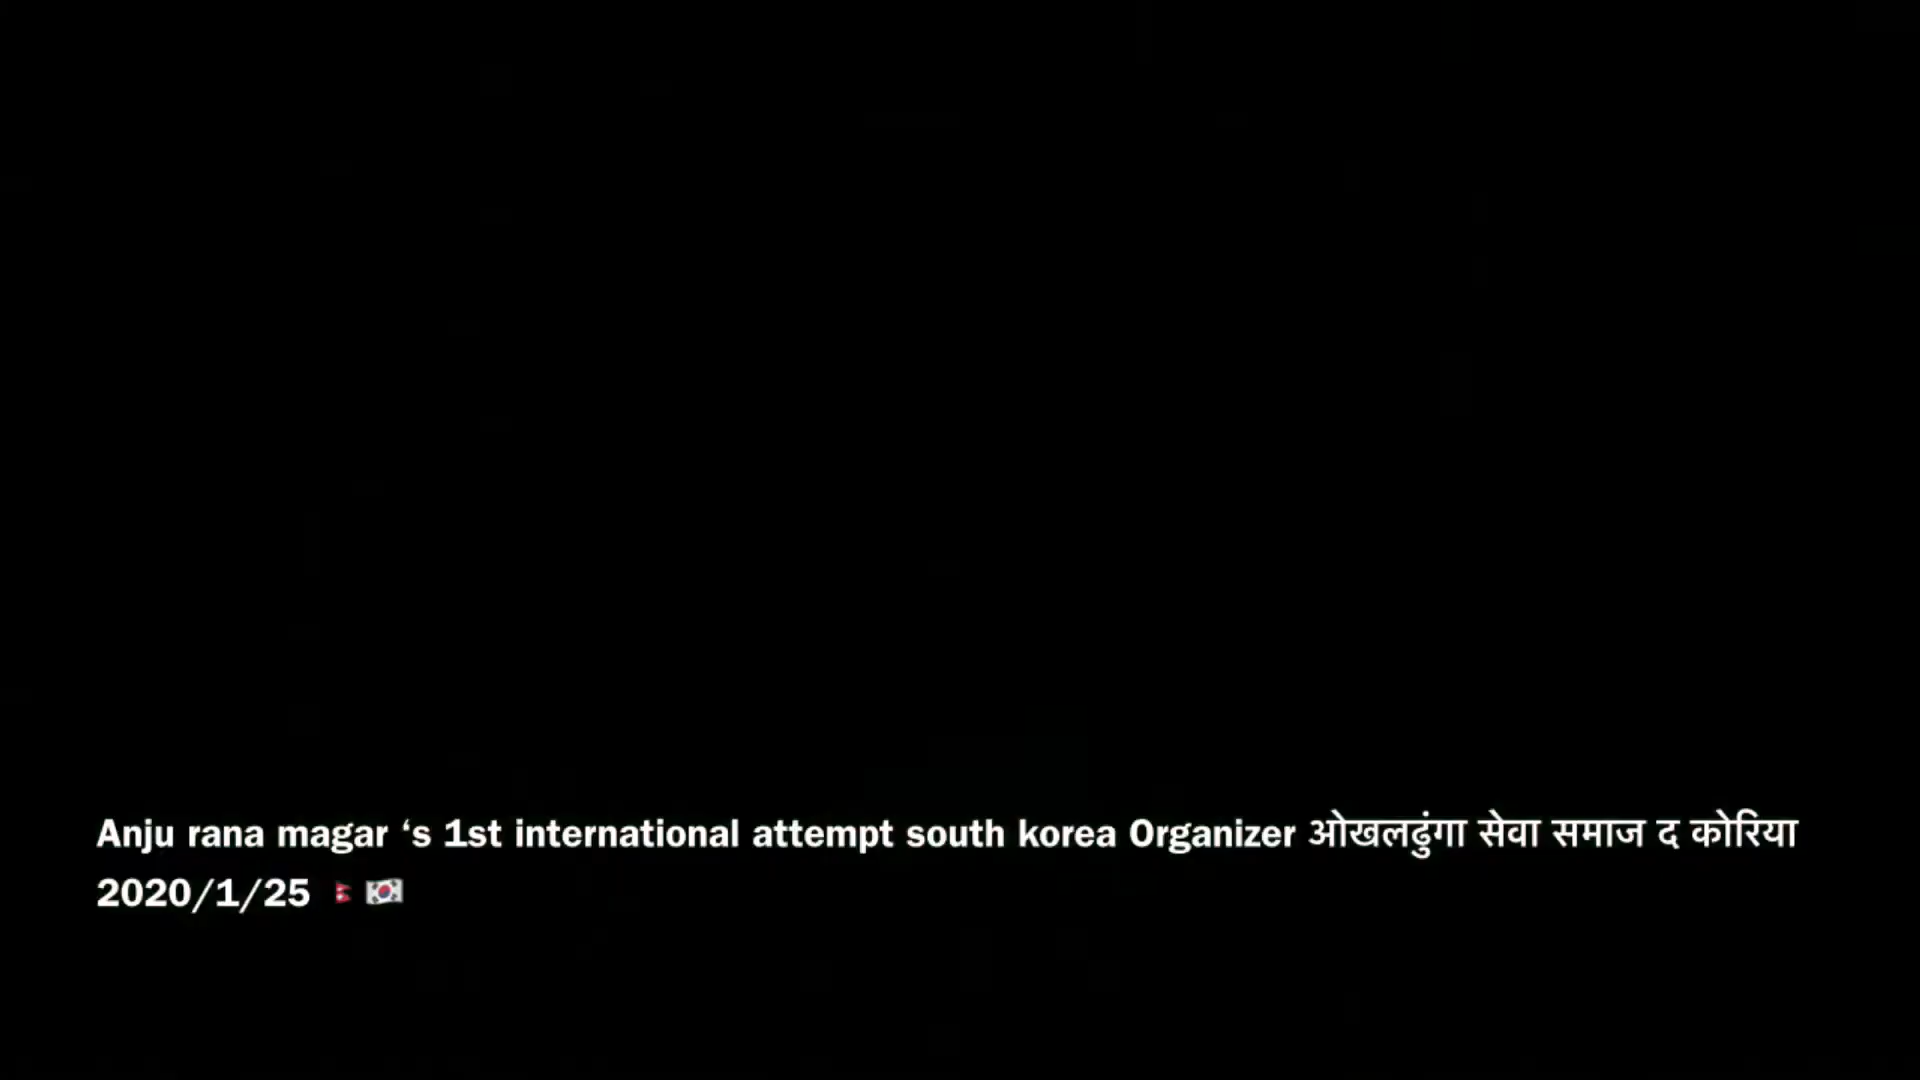 Anju rana magar ‘s 1st international attempt south korea Organizer ओखलढुंगा सेवा समाज द कोरिया
2020/1/25 🇳🇵 🇰🇷